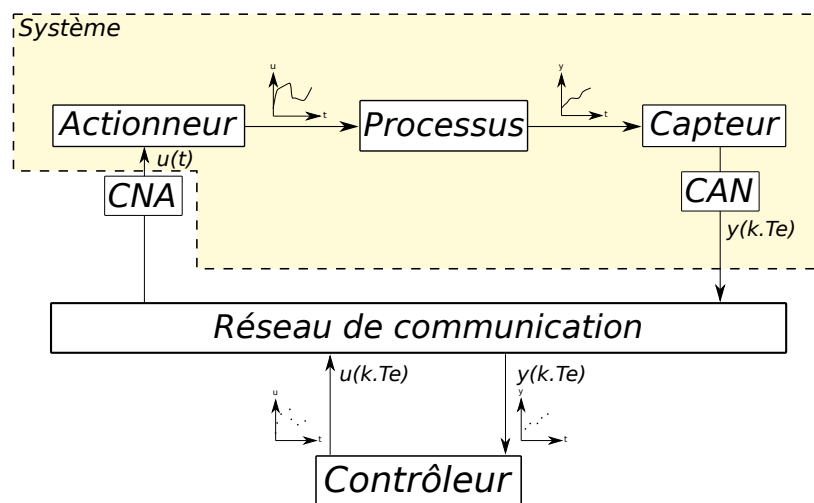 Système
u
t
y
t
Actionneur
Processus
Capteur
u(t)
CNA
CAN
y(k.Te)
Réseau de communication
u(k.Te)
y(k.Te)
u
t
y
t
Contrôleur